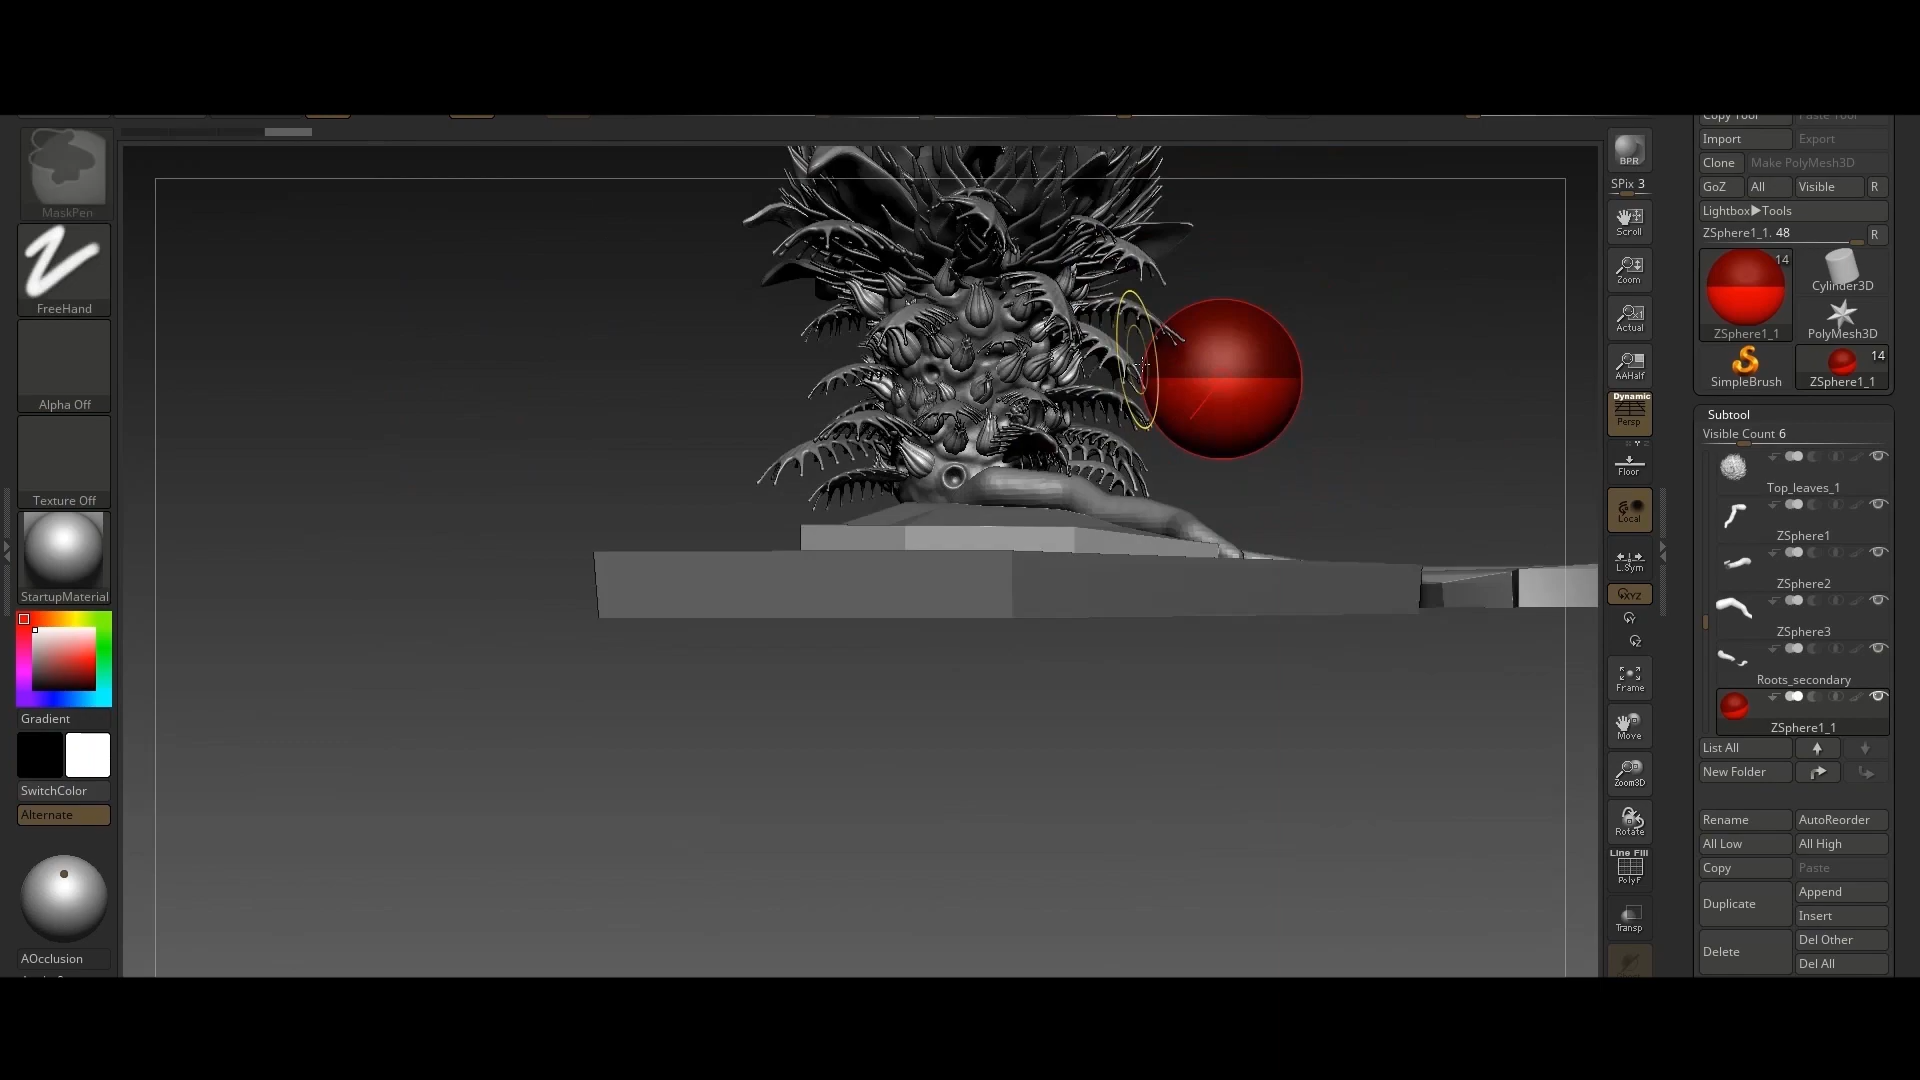 Import Export
Clone Make PolyMesh3D
GoZ All Visible R
Lightbox▶Tools
ZSphere1_1. 48 R
14
ZSphere1_1
Cylinder3D
PolyMesh3D
SimpleBrush
14
ZSphere1_1
Subtool
Visible Count 6
Top_leaves_1
ZSphere1
ZSphere2
ZSphere3
Roots_secondary
ZSphere1_1
List All
New Folder
Rename AutoReorder
All Low All High
Copy Paste
Duplicate Append
Insert
Delete Del Other
Del All
MaskPen
FreeHand
Alpha Off
Texture Off
StartupMaterial
Gradient
SwitchColor
Alternate
AOcclusion
BPR
SPix 3
Scroll
Zoom
Actual
AAHalf
Dynamic
Persp
Floor
Local
L.Sym
XYZ
Y
Z
Frame
Move
Zoom3D
Rotate
Line Fill
PolyF
Transp